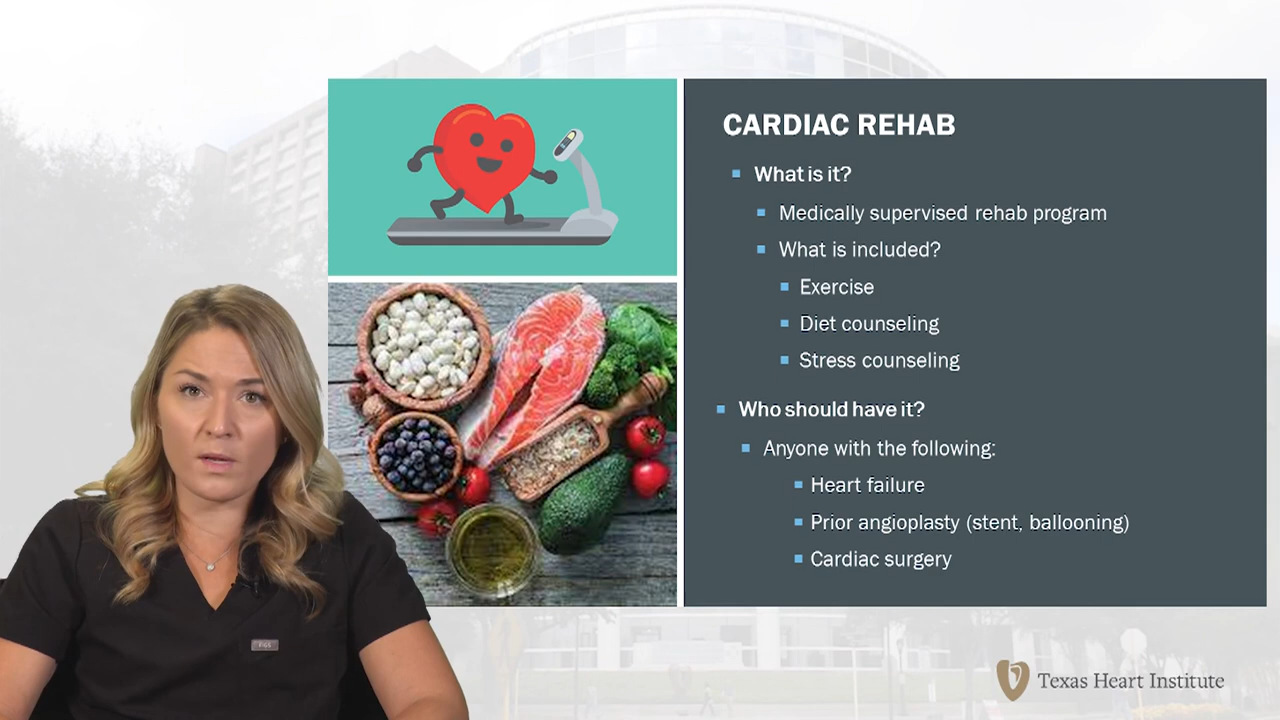 CARDIAC REHAB
What is it?
Medically supervised rehab program
What is included?
Exercise
Diet counseling
Stress counseling
Who should have it?
Anyone with the following:
Heart failure
Prior angioplasty (stent, ballooning)
Cardiac surgery
FIGS
Texas Heart Institute